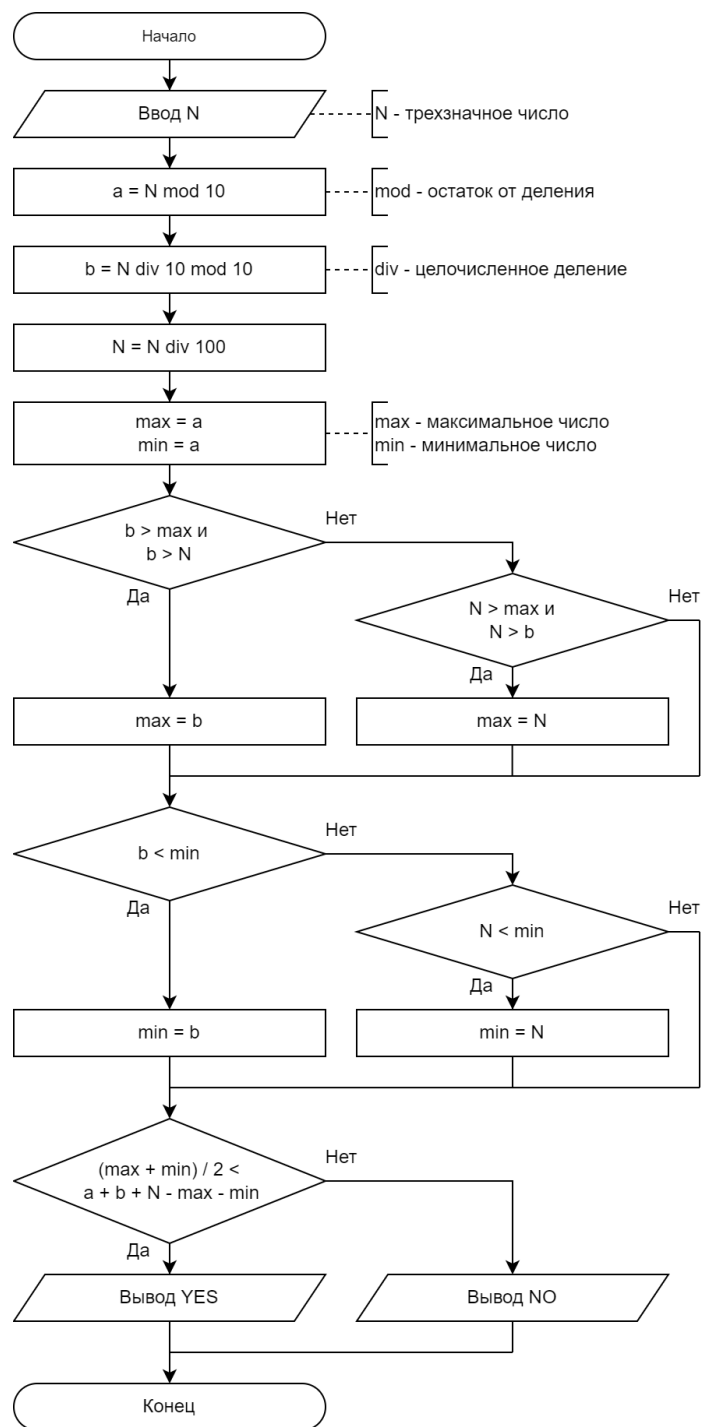 Начало
Ввод N
N - трехзначное число
a = N mod 10
mod - остаток от деления
b = N div 10 mod 10
div - целочисленное деление
N = N div 100
max = a
min = a
max - максимальное число
min - минимальное число
b > max и
b > N
Нет
Да
N > max и
N > b
Нет
Да
max = b
max = N
b < min
Нет
Да
N < min
Нет
Да
min = b
min = N
(max + min) / 2 <
a + b + N - max - min
Нет
Да
Вывод YES
Вывод NO
Конец